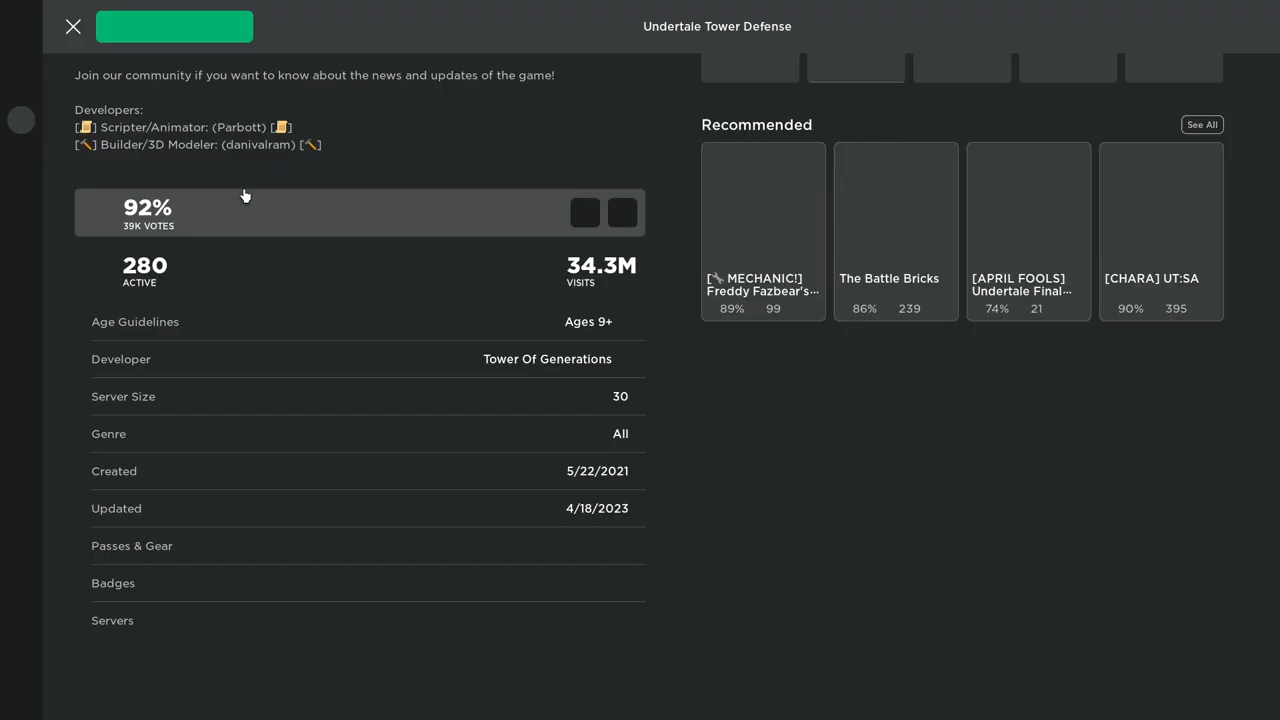 Undertale Tower Defense
Join our community if you want to know about the news and updates of the game!
Developers:
[📜] Scripter/Animator: (Parbott) [📜]
[🔨] Builder/3D Modeler: (danivalram) [🔨]
92%
39K VOTES
280
ACTIVE
34.3M
VISITS
Age Guidelines
Ages 9+
Developer
Tower Of Generations
Server Size
30
Genre
All
Created
5/22/2021
Updated
4/18/2023
Passes & Gear
Badges
Servers
Recommended
See All
[🔧 MECHANIC!]
Freddy Fazbear's...
89% 99
The Battle Bricks
86% 239
[APRIL FOOLS]
Undertale Final...
74% 21
[CHARA] UT:SA
90% 395